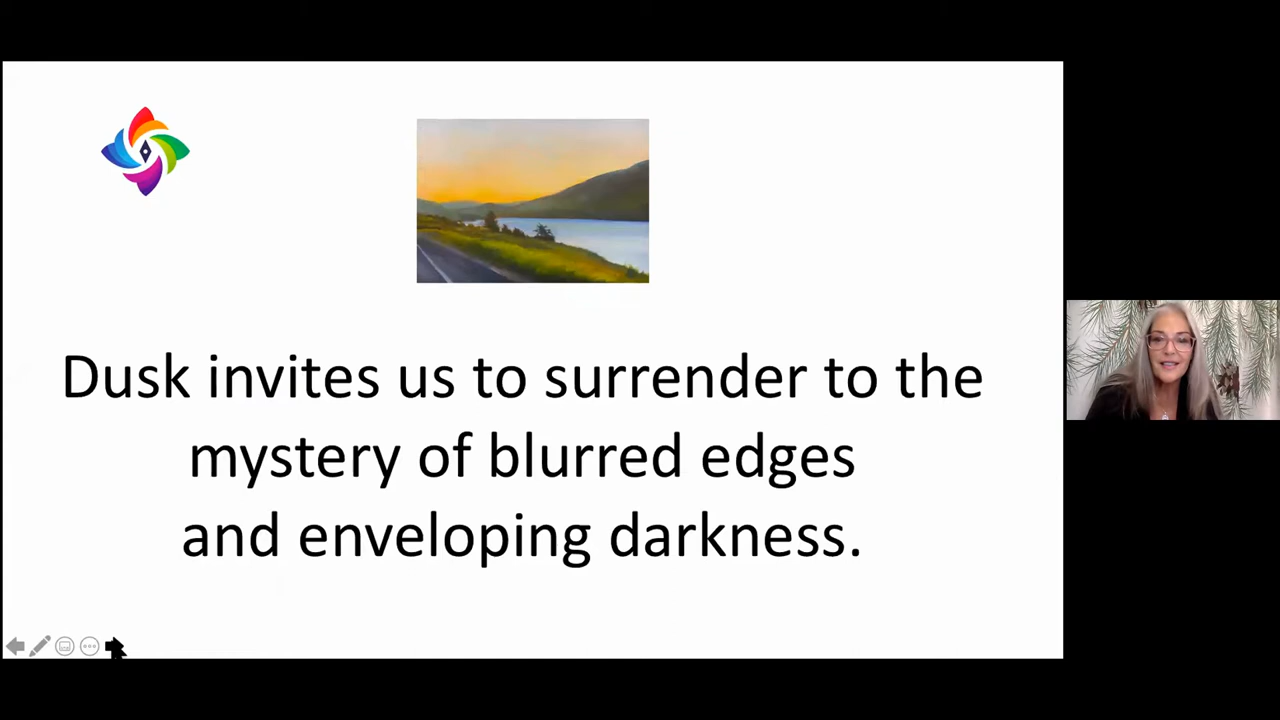 Dusk invites us to surrender to the
mystery of blurred edges
and enveloping darkness.